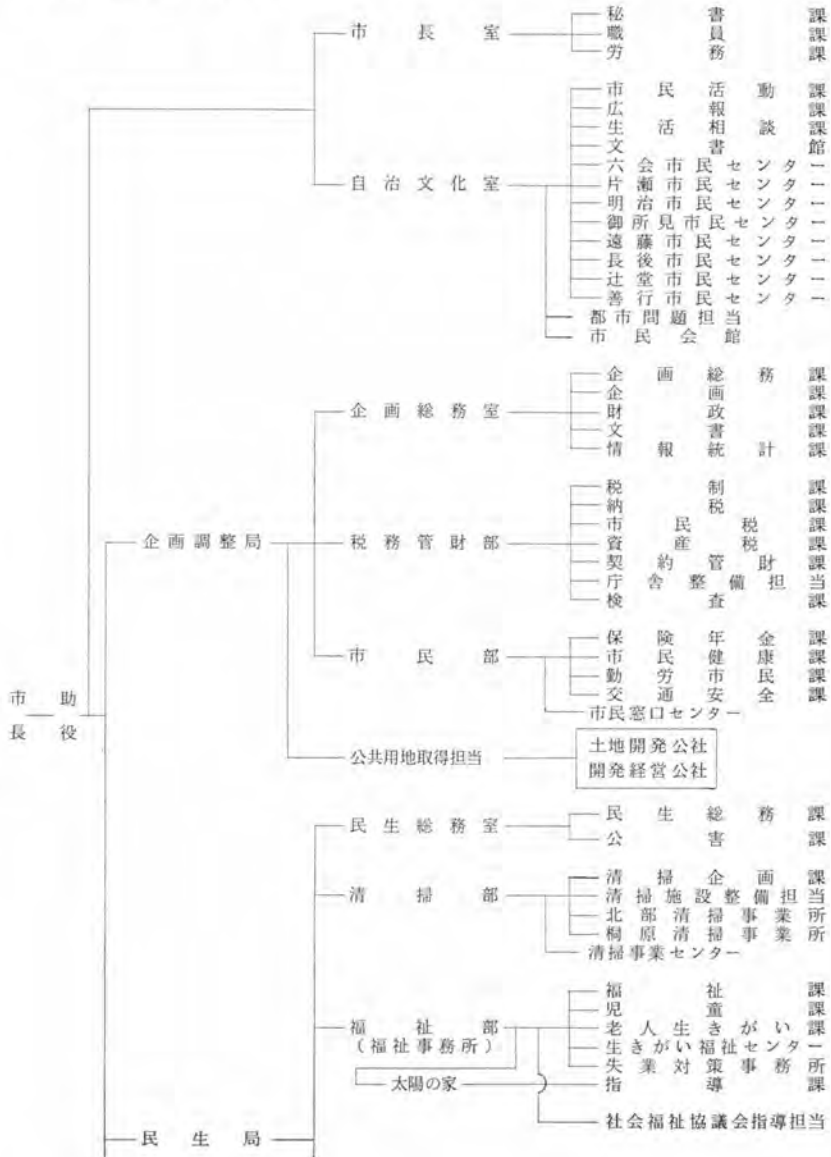 市長室
秘書課
職員課
労務課
自治文化室
市民活動課
広報課
生活相談課
文書館
六会市民センター
片瀬市民センター
明治市民センター
御所見市民センター
遠藤市民センター
長後市民センター
辻堂市民センター
善行市民センター
都市問題担当
市民会館
企画調整局
企画総務室
企画総務課
企画課
財政課
文書課
情報統計課
税務管財部
税制課
納税課
市民税課
資産税課
契約管財課
庁舎整備担当
検査課
市民部
保険年金課
市民健康課
勤労市民課
交通安全課
市民窓口センター
市長
助役
公共用地取得担当
土地開発公社
開発経営公社
民生総務室
民生総務課
公害課
清掃部
清掃企画課
清掃施設整備担当
北部清掃事業所
桐原清掃事業所
清掃事業センター
福祉部
(福祉事務所)
福祉課
児童課
老人生きがい課
生きがい福祉センター
失業対策事務所
太陽の家
指導課
社会福祉協議会指導担当
民生局